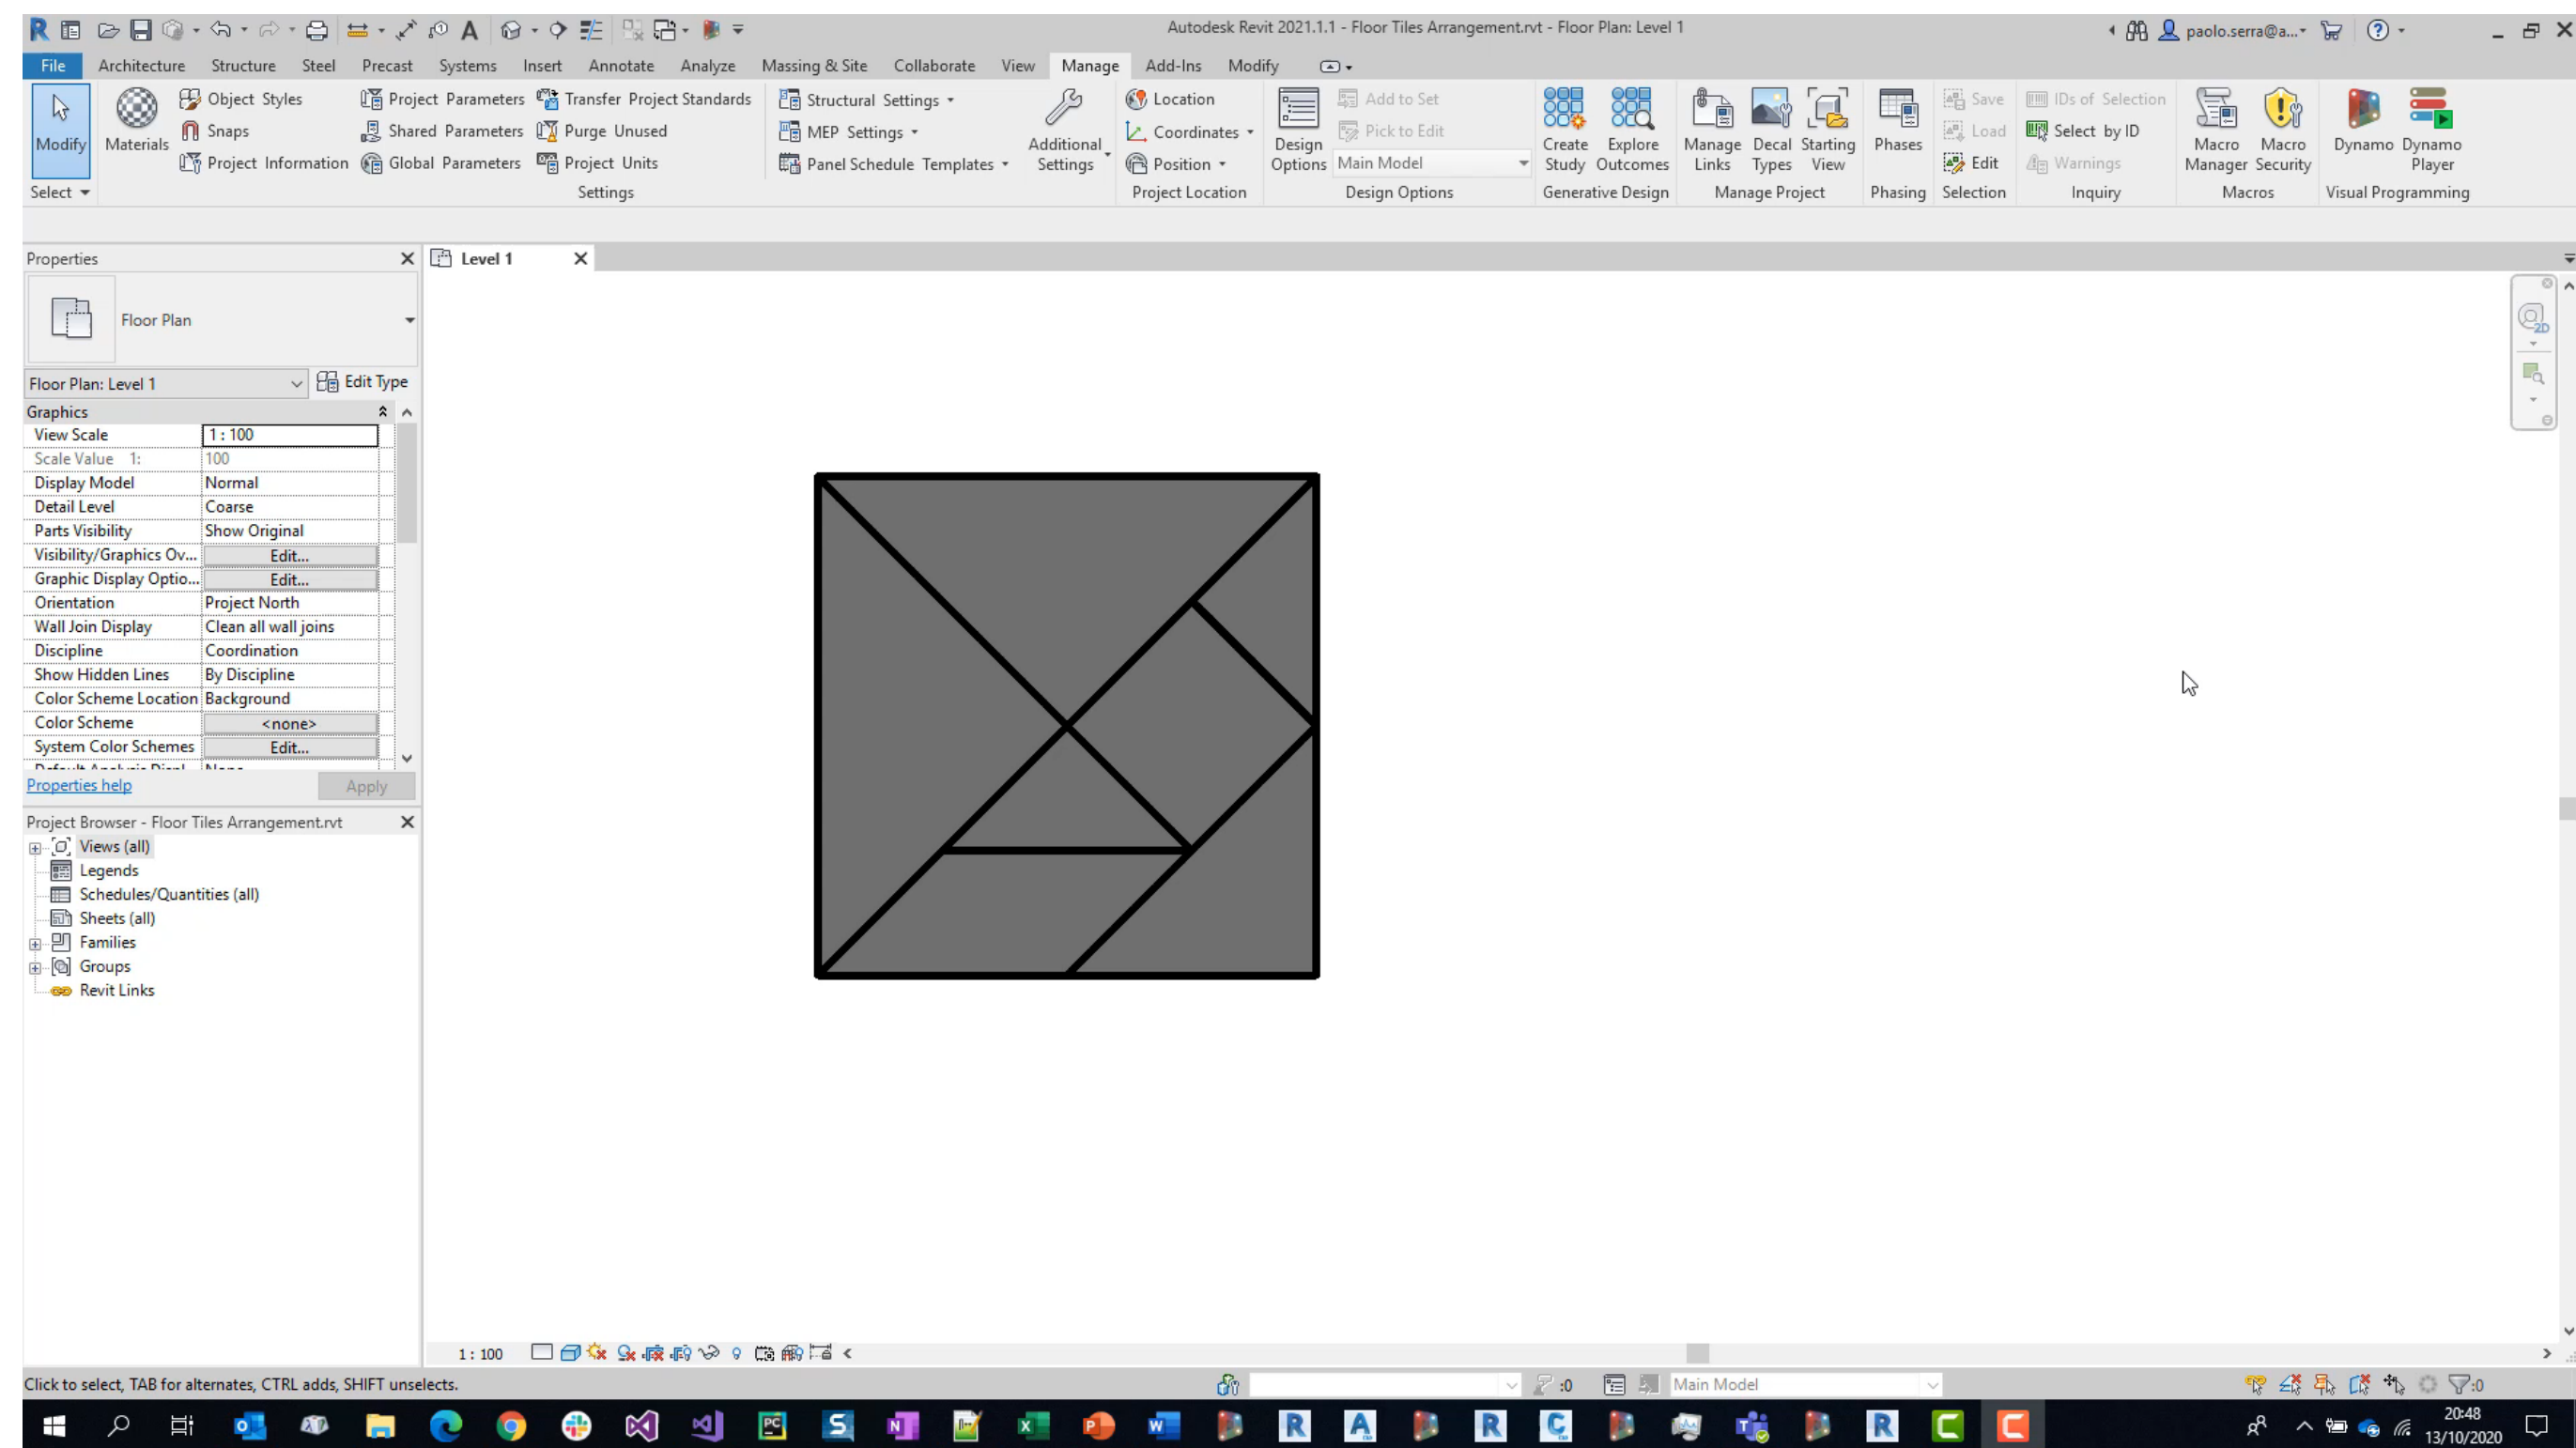 Autodesk Revit 2021.1.1 - Floor Tiles Arrangement.rvt - Floor Plan: Level 1
paolo.serra@a...
File Architecture Structure Steel Precast Systems Insert Annotate Analyze Massing & Site Collaborate View Manage Add-Ins Modify
Modify
Materials
Object Styles
Snaps
Project Information
Project Parameters
Shared Parameters
Global Parameters
Transfer Project Standards
Purge Unused
Project Units
Structural Settings
MEP Settings
Panel Schedule Templates
Additional
Settings
Location
Coordinates
Position
Design
Options
Add to Set
Pick to Edit
Main Model
Create
Study
Explore
Outcomes
Manage
Links
Decal
Types
Starting
View
Phases
Save
Load
Edit
IDs of Selection
Select by ID
Warnings
Macro
Manager
Macro
Security
Dynamo
Dynamo
Player
Select Settings Project Location Design Options Generative Design Manage Project Phasing Selection Inquiry Macros Visual Programming
Properties
Level 1
Floor Plan
Floor Plan: Level 1
Edit Type
Graphics
View Scale 1 : 100
Scale Value 1: 100
Display Model Normal
Detail Level Coarse
Parts Visibility Show Original
Visibility/Graphics Ov... Edit...
Graphic Display Optio... Edit...
Orientation Project North
Wall Join Display Clean all wall joins
Discipline Coordination
Show Hidden Lines By Discipline
Color Scheme Location Background
Color Scheme <none>
System Color Schemes Edit...
Properties help
Apply
Project Browser - Floor Tiles Arrangement.rvt
Views (all)
Legends
Schedules/Quantities (all)
Sheets (all)
Families
Groups
Revit Links
2D
1 : 100
Click to select, TAB for alternates, CTRL adds, SHIFT unselects.
:0
Main Model
:0
20:48
13/10/2020